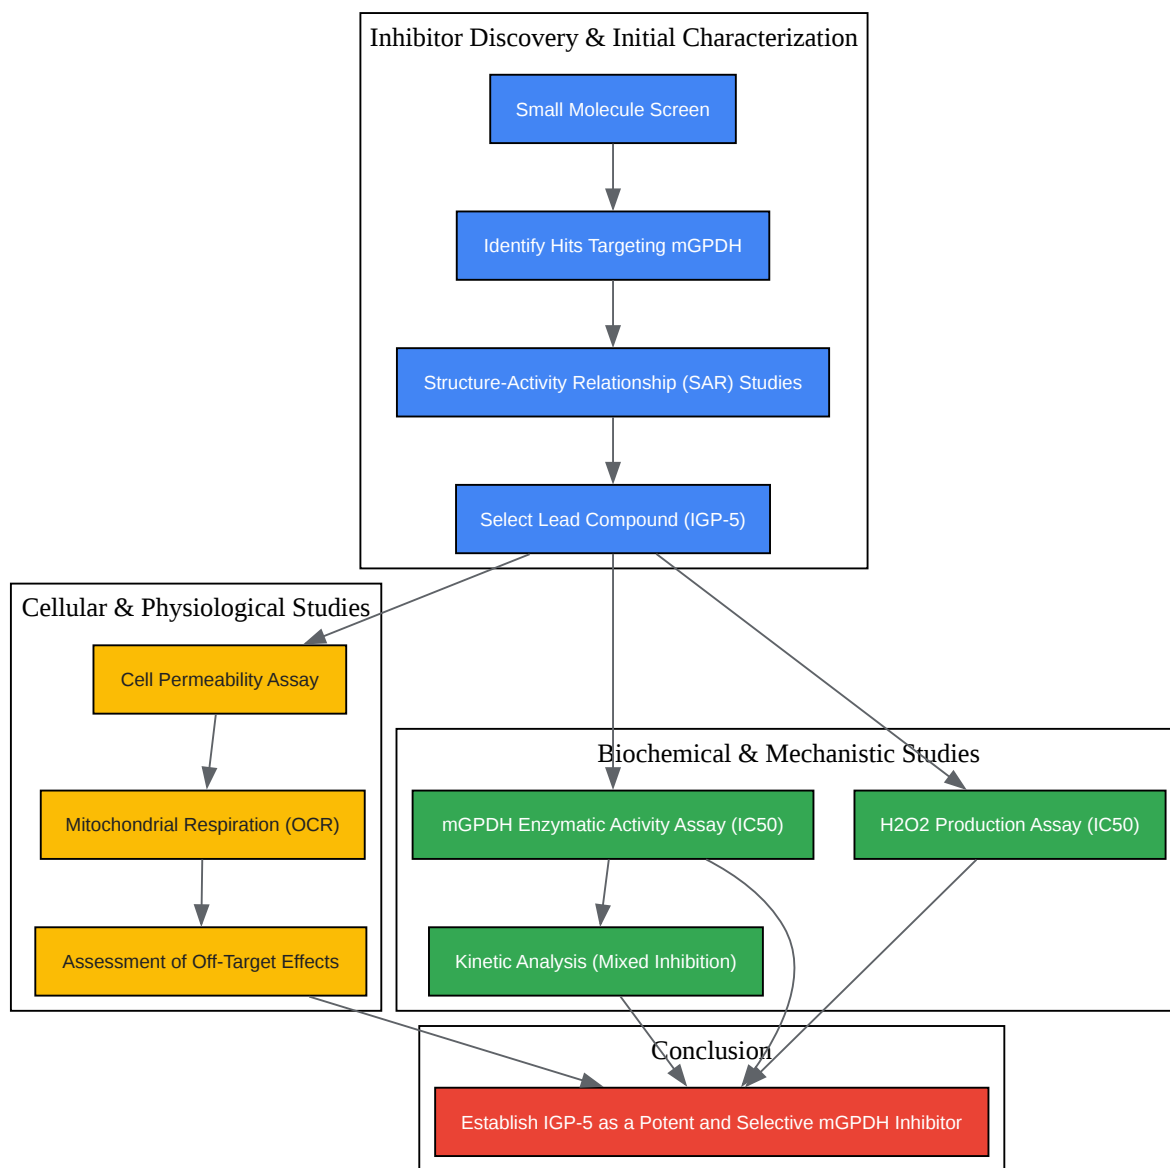 Inhibitor Discovery & Initial Characterization
Small Molecule Screen
Identify Hits Targeting mGPDH
Structure-Activity Relationship (SAR) Studies
Select Lead Compound (IGP-5)
Cellular & Physiological Studies
Cell Permeability Assay
Mitochondrial Respiration (OCR)
Assessment of Off-Target Effects
Biochemical & Mechanistic Studies
mGPDH Enzymatic Activity Assay (IC50)
H2O2 Production Assay (IC50)
Kinetic Analysis (Mixed Inhibition)
Conclusion
Establish IGP-5 as a Potent and Selective mGPDH Inhibitor